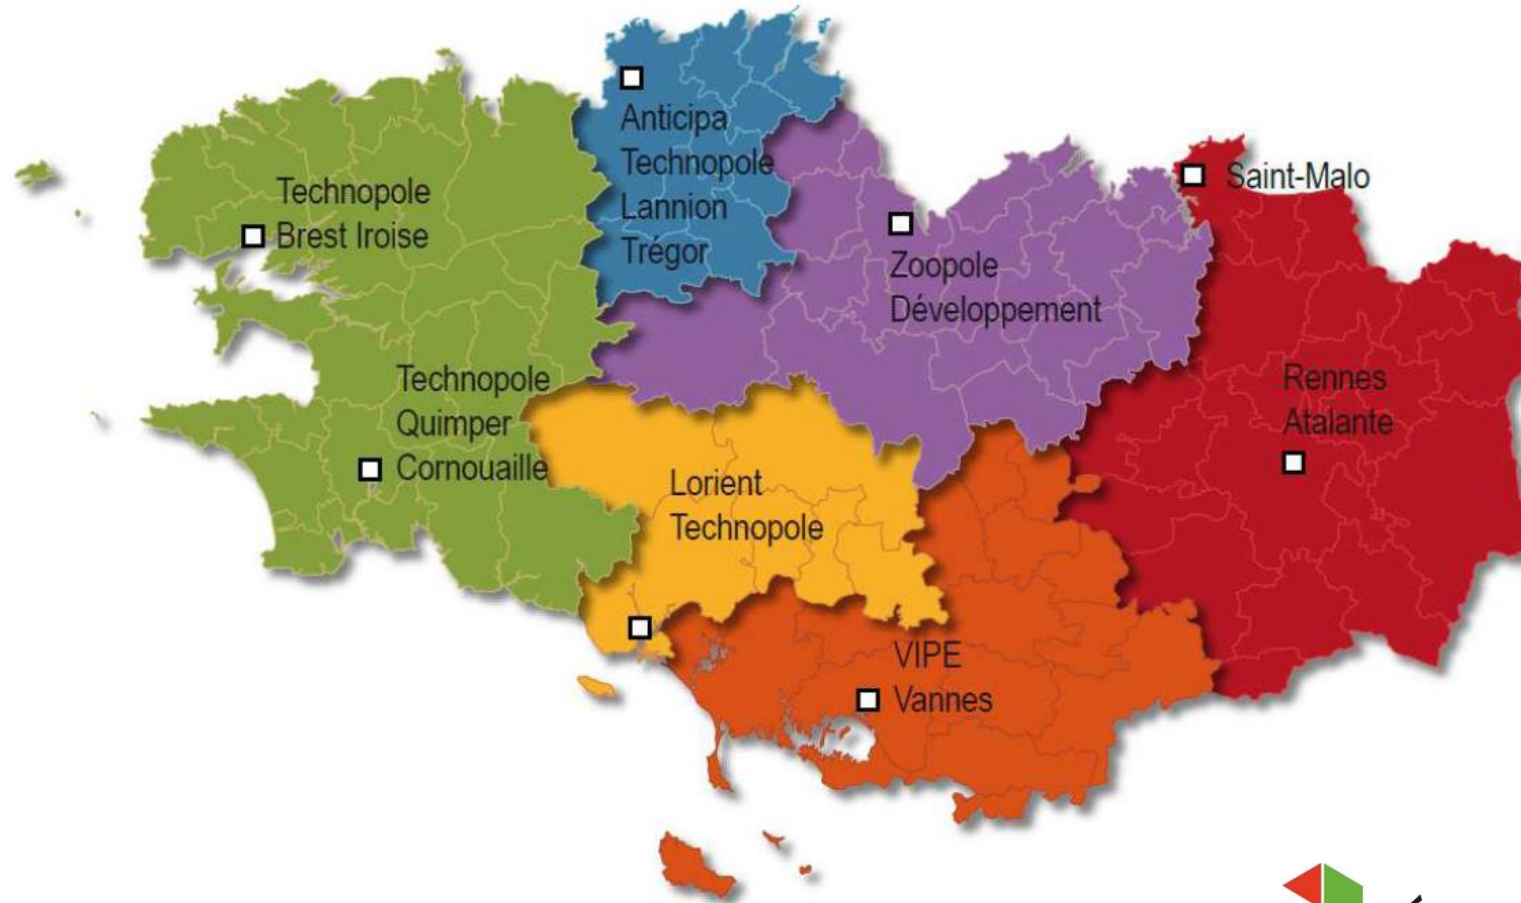 Anticipa
Technopole
Lannion
Trégor
Technopole
Brest Iroise
Saint-Malo
Zoopole
Développement
Technopole
Quimper
Cornouaille
Rennes
Atalante
Lorient
Technopole
VIPE
Vannes